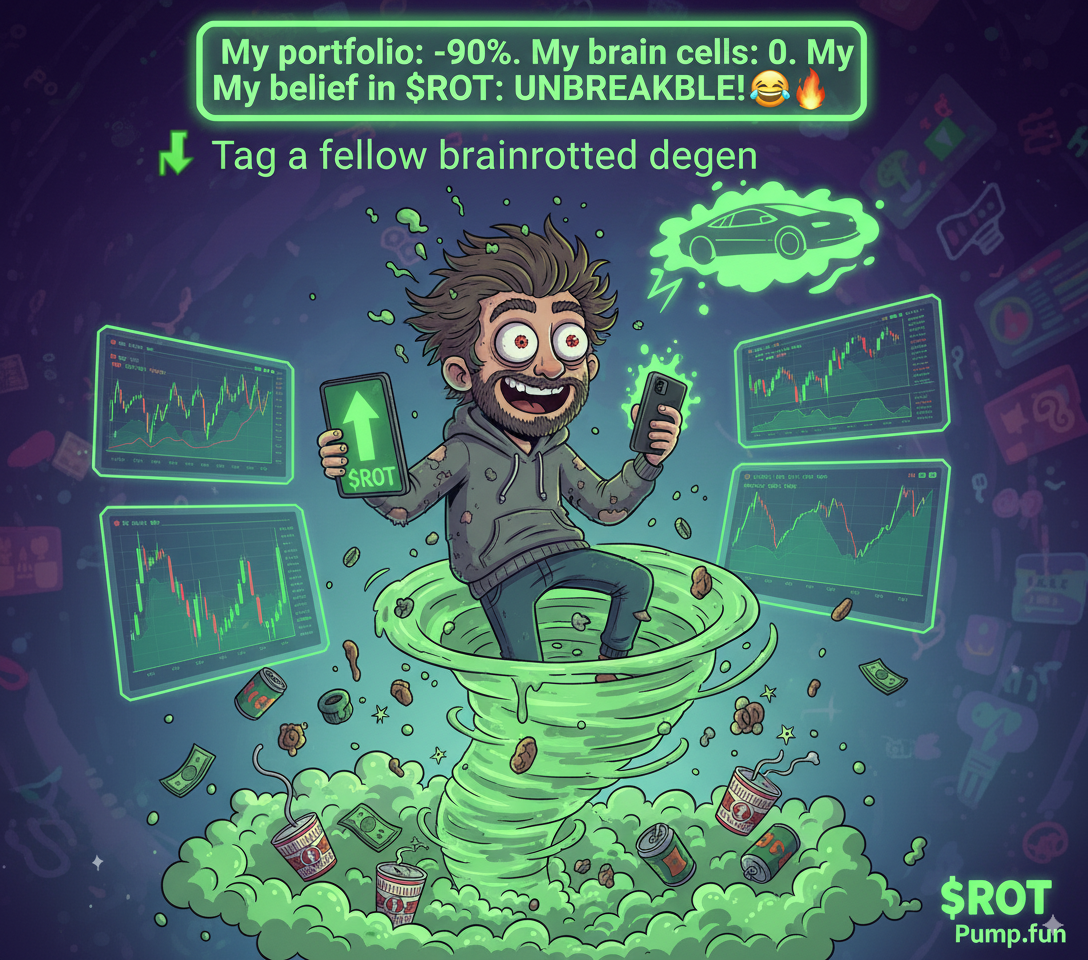 My portfolio: -90%. My brain cells: 0. My
My belief in $ROT: UNBREAKBLE!😂🔥
Tag a fellow brainrotted degen
$ROT
$ROT
Pump.fun